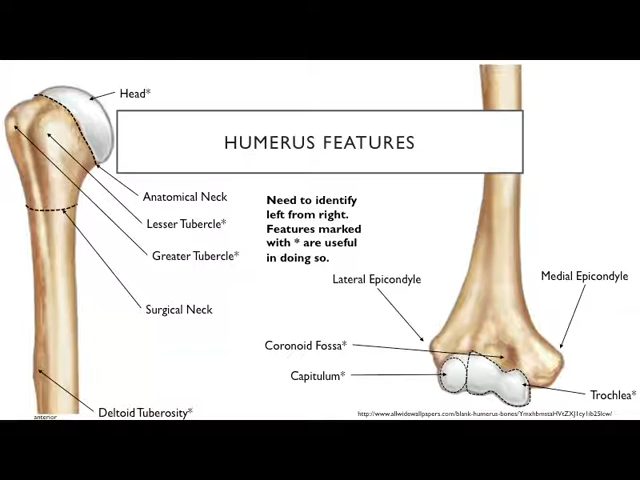 Head*
HUMERUS FEATURES
Anatomical Neck
Lesser Tubercle*
Greater Tubercle*
Surgical Neck
Deltoid Tuberosity*
anterior
Need to identify
left from right.
Features marked
with * are useful
in doing so.
Lateral Epicondyle
Medial Epicondyle
Coronoid Fossa*
Capitulum*
Trochlea*